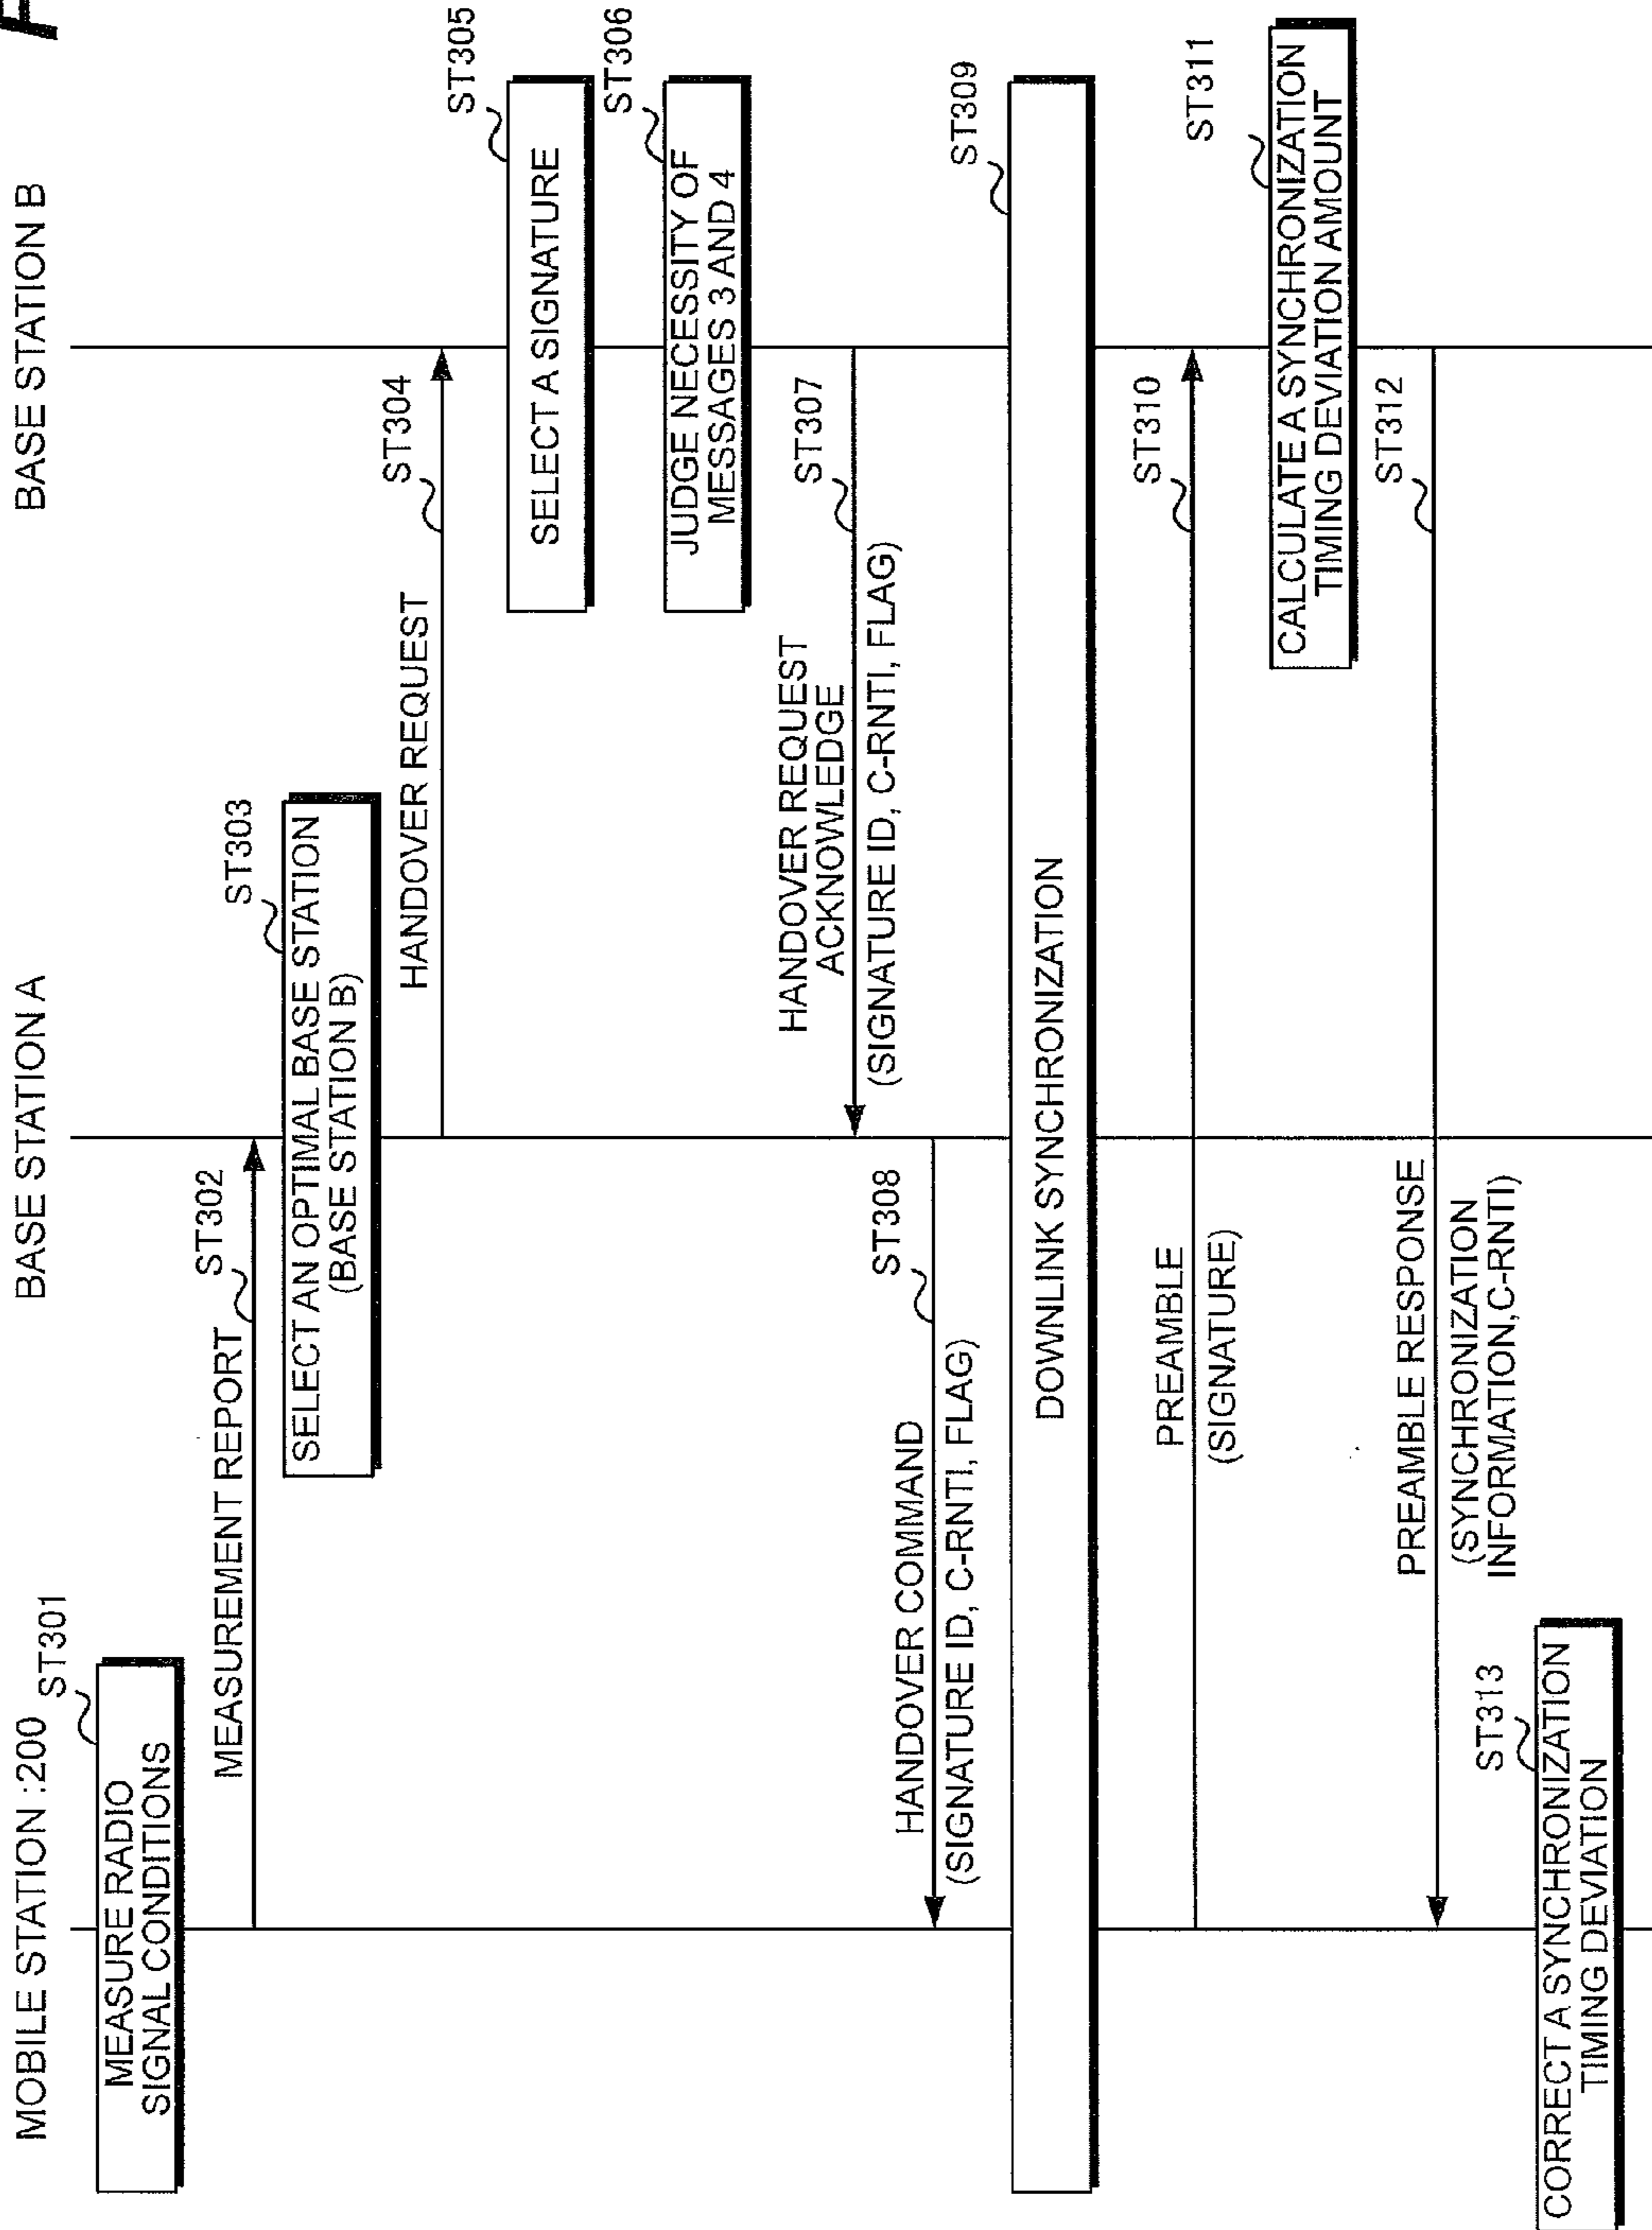 MOBILE STATION :200
BASE STATION A
BASE STATION B
ST301
MEASURE RADIO
SIGNAL CONDITIONS
MEASUREMENT REPORT
ST302
ST303
SELECT AN OPTIMAL BASE STATION
(BASE STATION B)
HANDOVER REQUEST
ST304
ST305
SELECT A SIGNATURE
ST306
JUDGE NECESSITY OF
MESSAGES 3 AND 4
HANDOVER REQUEST
ACKNOWLEDGE
ST307
(SIGNATURE ID, C-RNTI, FLAG)
HANDOVER COMMAND
ST308
(SIGNATURE ID, C-RNTI, FLAG)
ST309
DOWNLINK SYNCHRONIZATION
PREAMBLE
ST310
(SIGNATURE)
ST311
CALCULATE A SYNCHRONIZATION
TIMING DEVIATION AMOUNT
PREAMBLE RESPONSE
ST312
(SYNCHRONIZATION
INFORMATION,C-RNTI)
ST313
CORRECT A SYNCHRONIZATION
TIMING DEVIATION